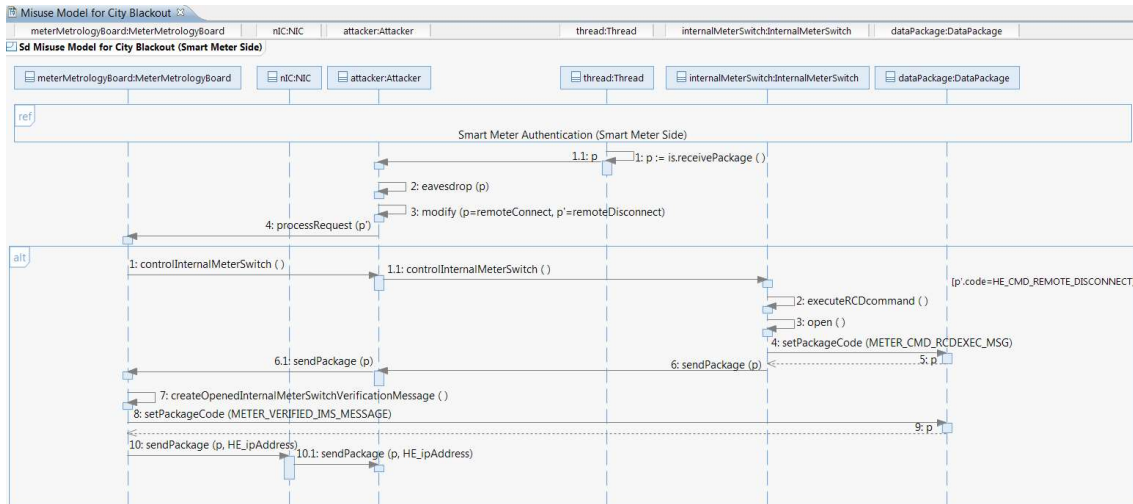 Misuse Model for City Blackout
meterMetrologyBoard:MeterMetrologyBoard nIC:NIC attacker:Attacker thread:Thread internalMeterSwitch:InternalMeterSwitch dataPackage:DataPackage
Sd Misuse Model for City Blackout (Smart Meter Side)
meterMetrologyBoard:MeterMetrologyBoard nIC:NIC attacker:Attacker thread:Thread internalMeterSwitch:InternalMeterSwitch dataPackage:DataPackage
ref
Smart Meter Authentication (Smart Meter Side)
1.1: p 1: p := is.receivePackage ( )
2: eavesdrop (p)
3: modify (p=remoteConnect, p'=remoteDisconnect)
4: processRequest (p')
alt
1: controlInternalMeterSwitch ( )
1.1: controlInternalMeterSwitch ( )
[p'.code=HE_CMD_REMOTE_DISCONNECT]
2: executeRCDcommand ( )
3: open ( )
4: setPackageCode (METER_CMD_RCDEXEC_MSG)
5: p
6: sendPackage (p)
6.1: sendPackage (p)
7: createOpenedInternalMeterSwitchVerificationMessage ( )
8: setPackageCode (METER_VERIFIED_IMS_MESSAGE)
9: p
10: sendPackage (p, HE_ipAddress)
10.1: sendPackage (p, HE_ipAddress)